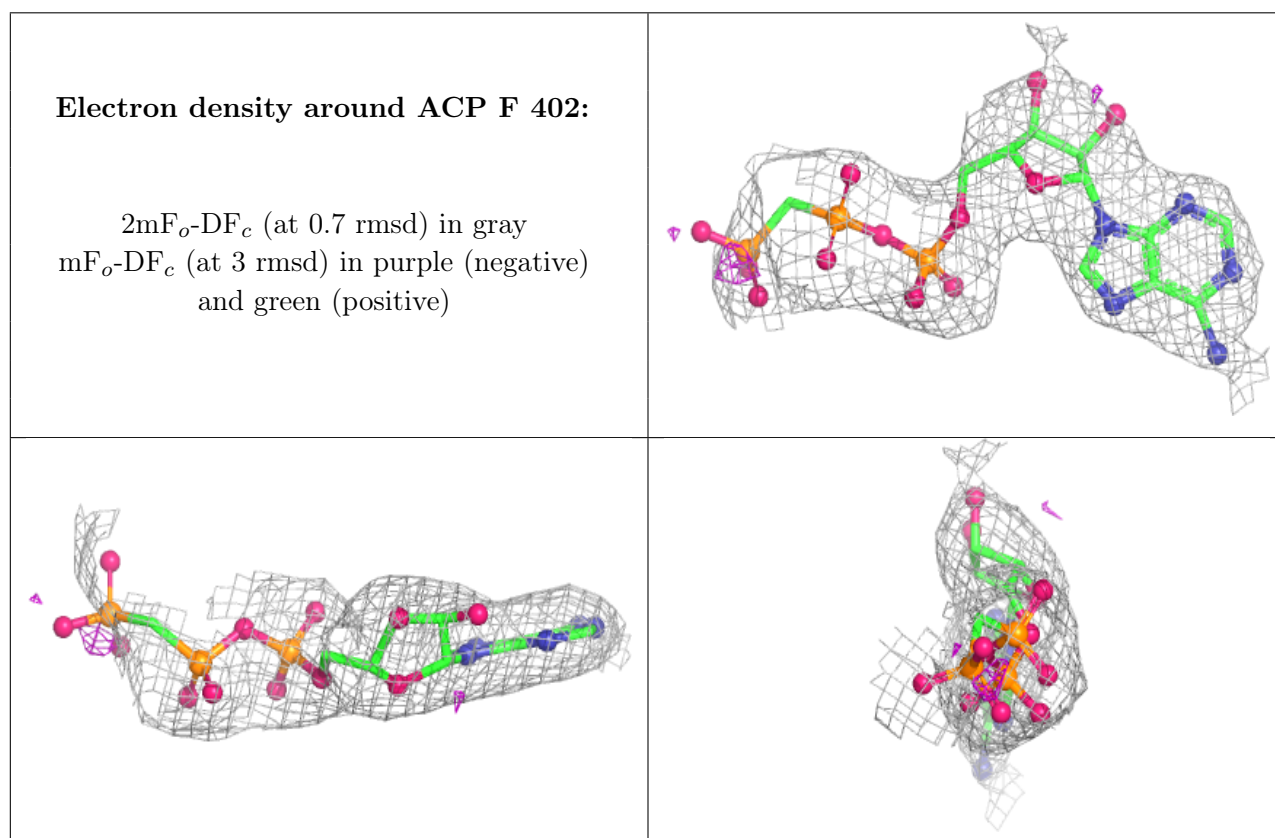 Electron density around ACP F 402:
2mFo-DFc (at 0.7 rmsd) in gray
mFo-DFc (at 3 rmsd) in purple (negative)
and green (positive)